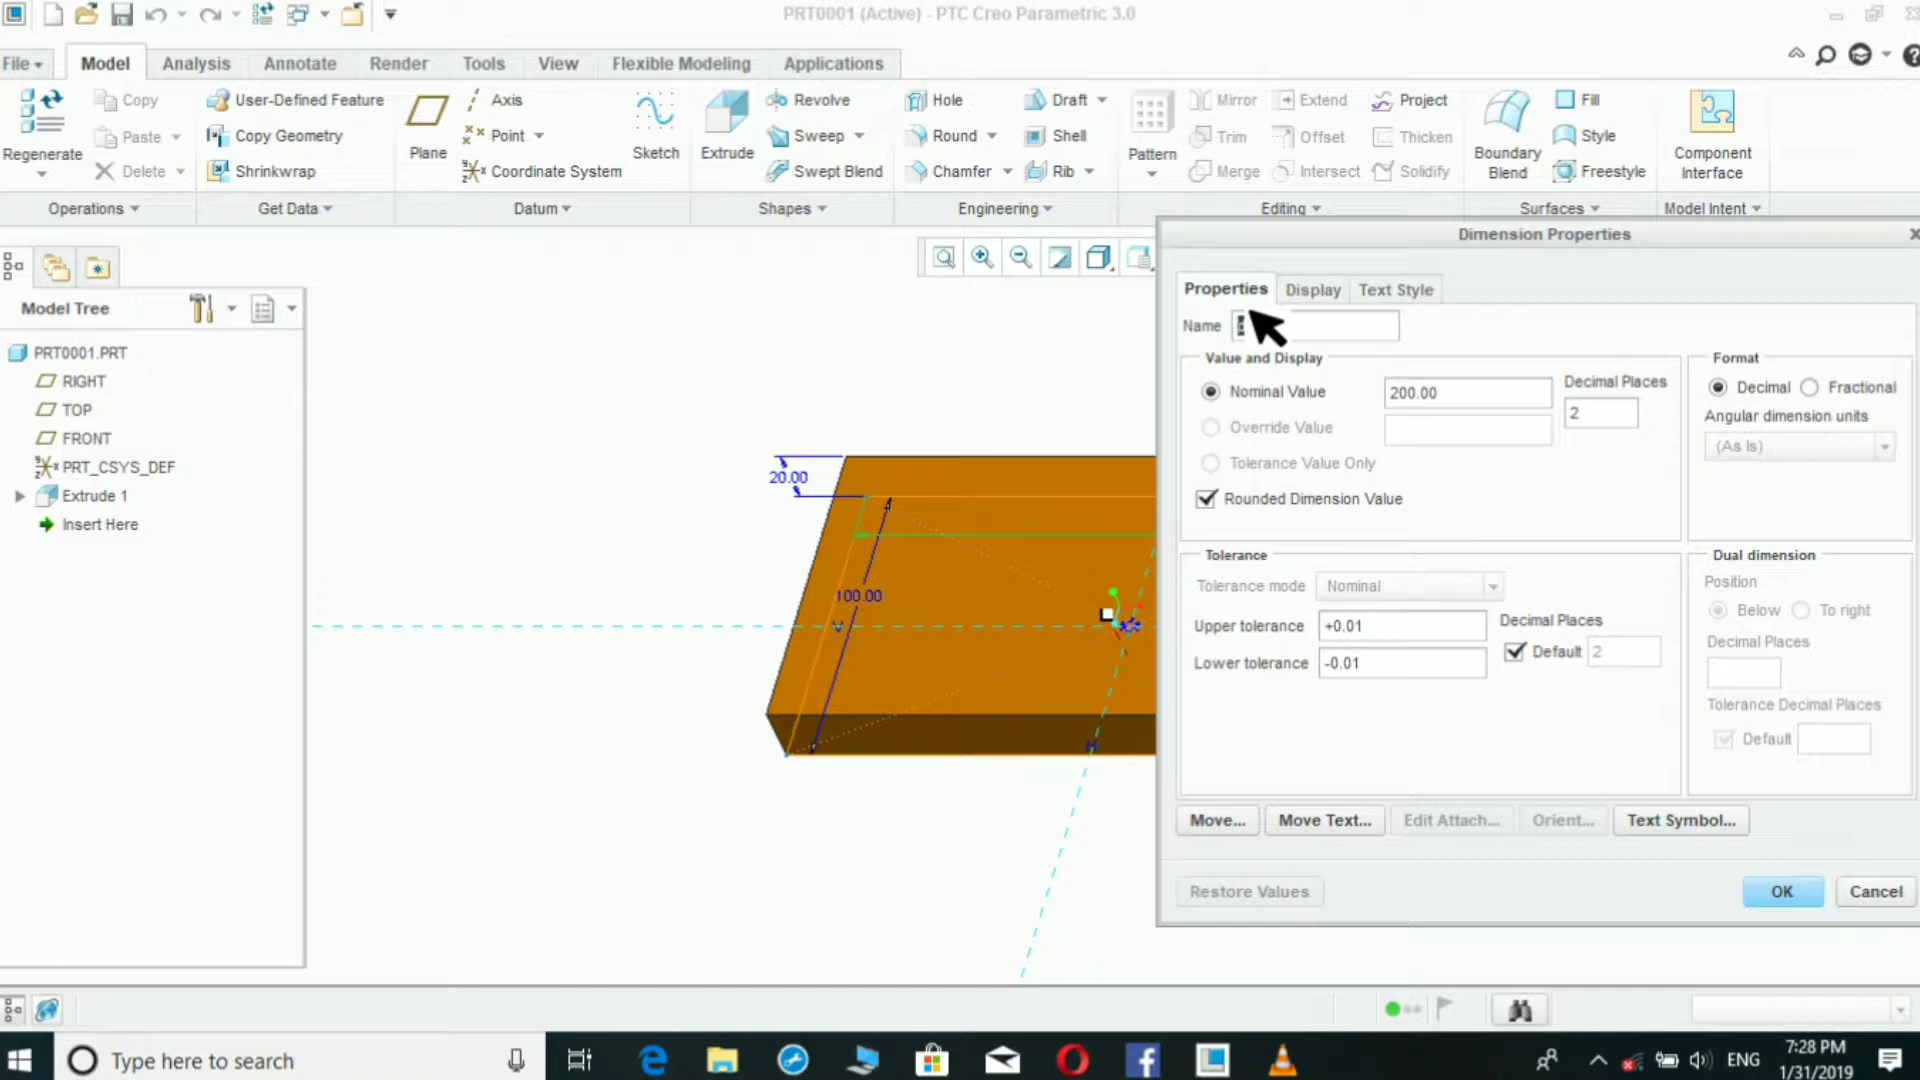 PRT0001 (Active) - PTC Creo Parametric 3.0
File Model Analysis Annotate Render Tools View Flexible Modeling Applications
Regenerate
Copy
Paste
Delete
Operations
User-Defined Feature
Copy Geometry
Shrinkwrap
Get Data
Plane
Axis
Point
Coordinate System
Sketch
Datum
Extrude
Revolve
Sweep
Swept Blend
Shapes
Hole
Round
Chamfer
Draft
Shell
Rib
Engineering
Pattern
Mirror
Trim
Merge
Extend
Offset
Intersect
Project
Thicken
Solidify
Editing
Boundary
Blend
Fill
Style
Freestyle
Surfaces
Component
Interface
Model Intent
Model Tree
PRT0001.PRT
RIGHT
TOP
FRONT
PRT_CSYS_DEF
Extrude 1
Insert Here
20.00
100.00
V
H
Dimension Properties
Properties Display Text Style
Name
Value and Display
Nominal Value 200.00
Override Value
Tolerance Value Only
Rounded Dimension Value
Decimal Places
2
Format
Decimal Fractional
Angular dimension units
(As Is)
Tolerance
Tolerance mode Nominal
Upper tolerance +0.01
Lower tolerance -0.01
Decimal Places
Default 2
Dual dimension
Position
Below To right
Decimal Places
Tolerance Decimal Places
Default
Move... Move Text... Edit Attach... Orient... Text Symbol...
Restore Values OK Cancel
Type here to search
ENG
7:28 PM
1/31/2019